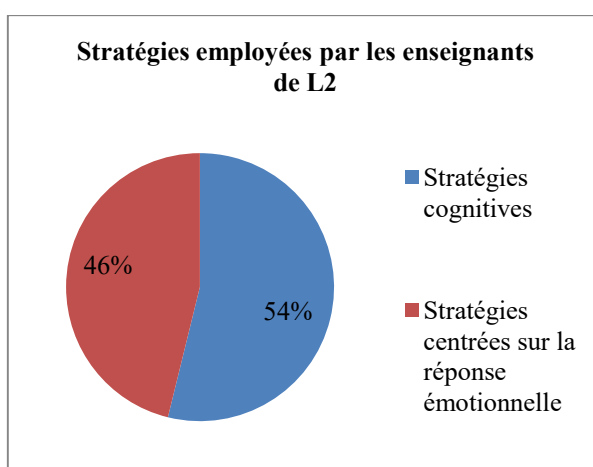 Stratégies employées par les enseignants
de L2
Stratégies
cognitives
46%
54%
Stratégies
centrées sur la
réponse
émotionnelle